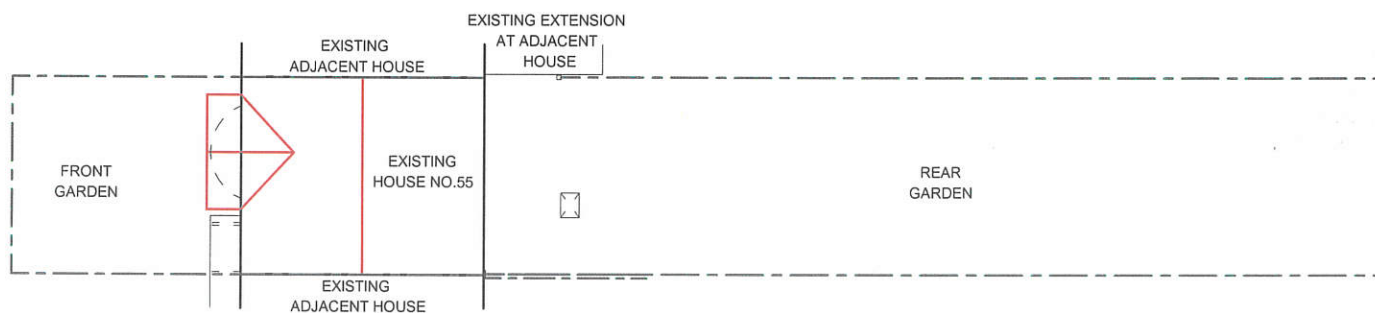 EXISTING EXTENSION
AT ADJACENT
HOUSE
EXISTING
ADJACENT HOUSE
FRONT
GARDEN
EXISTING
HOUSE NO.55
REAR
GARDEN
EXISTING
ADJACENT HOUSE